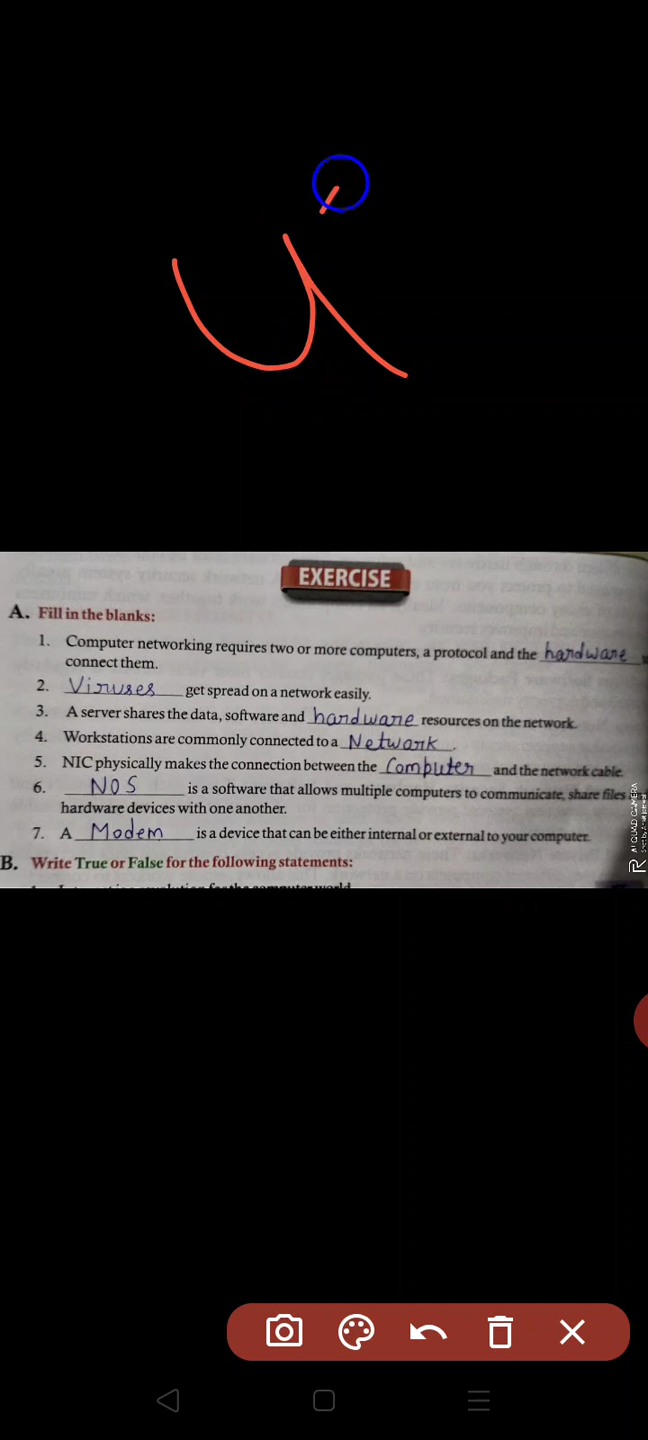 EXERCISE
A. Fill in the blanks:
1. Computer networking requires two or more computers, a protocol and the hardware
connect them.
2. Viruses get spread on a network easily.
3. A server shares the data, software and hardware resources on the network.
4. Workstations are commonly connected to a Network.
5. NIC physically makes the connection between the Computer and the network cable.
6. NOS is a software that allows multiple computers to communicate, share files
hardware devices with one another.
7. A Modem is a device that can be either internal or external to your computer.
B. Write True or False for the following statements:
AI QUAD CAMERA